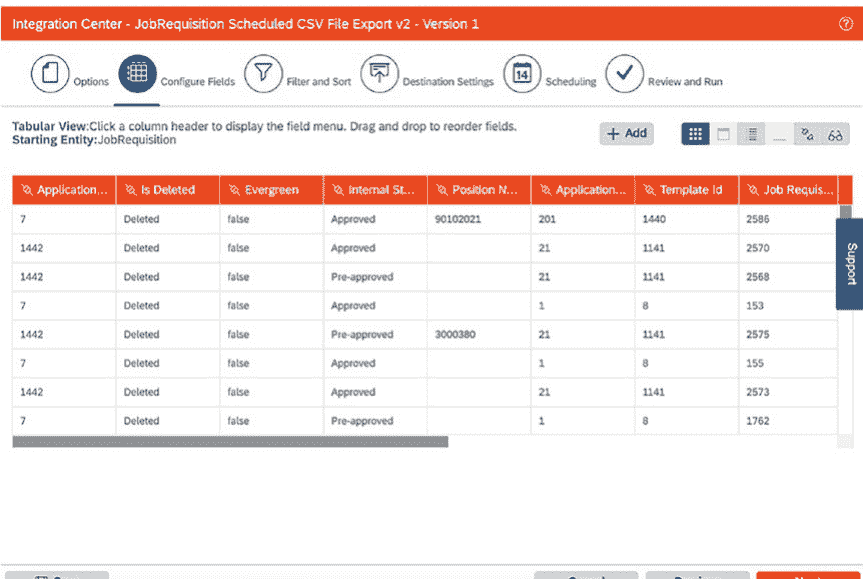 Integration Center - JobRequisition Scheduled CSV File Export v2 - Version 1
Options Configure Fields Filter and Sort Destination Settings 14 Scheduling Review and Run
Tabular View:Click a column header to display the field menu. Drag and drop to reorder fields.
Starting Entity:JobRequisition
+ Add
Application... Is Deleted Evergreen Internal St... Position N... Application... Template Id Job Requis...
7 Deleted false Approved 90102021 201 1440 2586
1442 Deleted false Approved 21 1141 2570
1442 Deleted false Pre-approved 21 1141 2568
7 Deleted false Approved 1 8 153
1442 Deleted false Pre-approved 3000380 21 1141 2575
7 Deleted false Approved 1 8 155
1442 Deleted false Approved 21 1141 2573
7 Deleted false Pre-approved 1 8 1762
Support